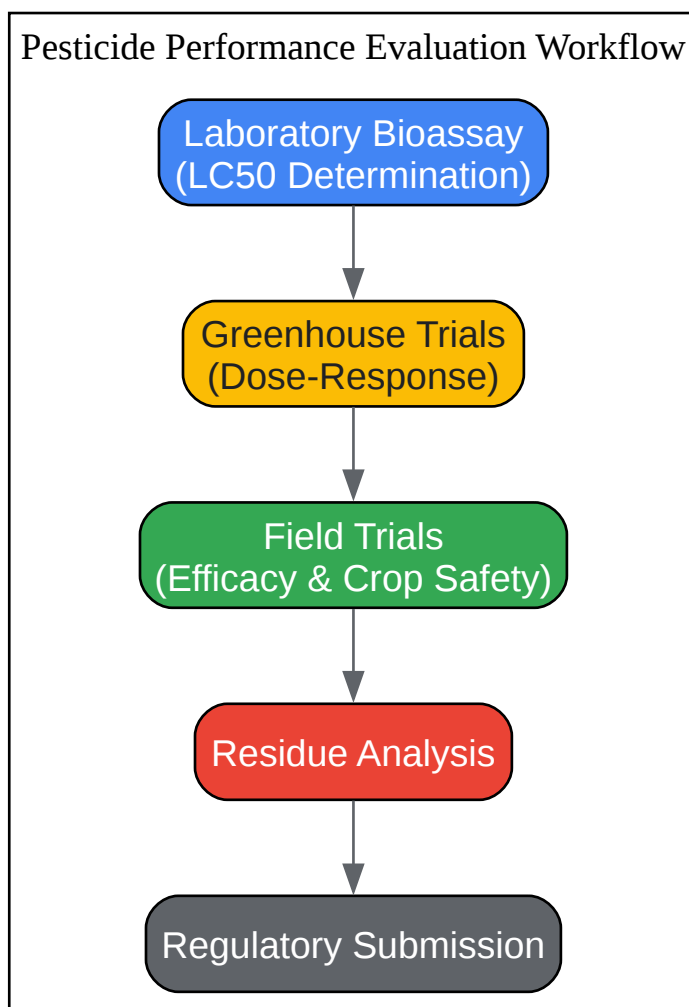 Pesticide Performance Evaluation Workflow
Laboratory Bioassay
(LC50 Determination)
Greenhouse Trials
(Dose-Response)
Field Trials
(Efficacy & Crop Safety)
Residue Analysis
Regulatory Submission